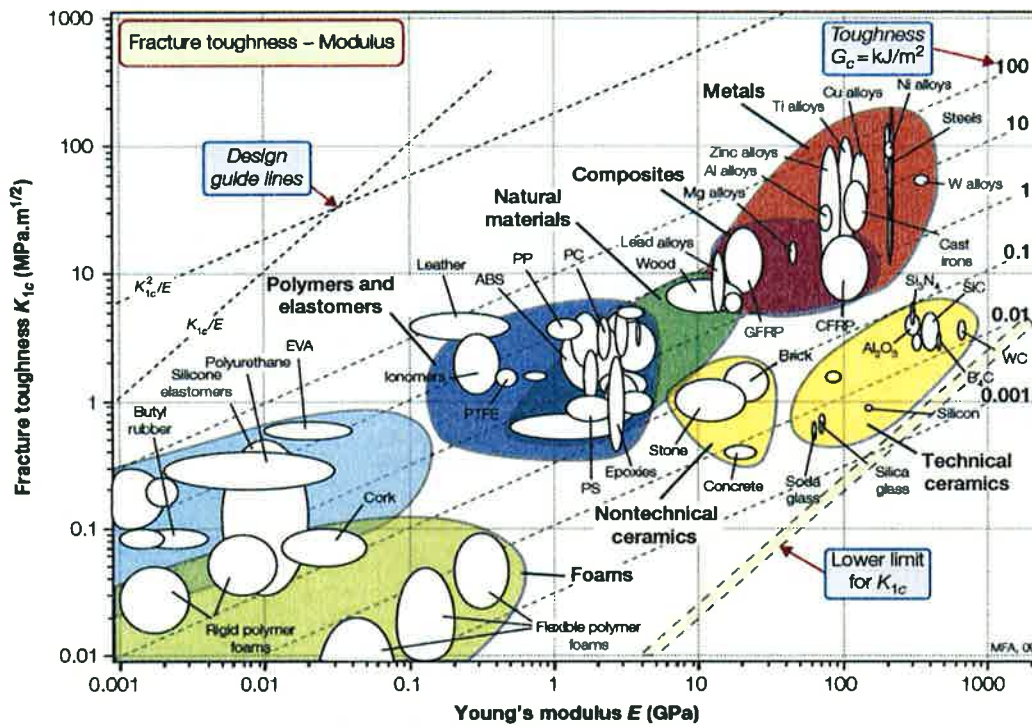 Fracture toughness – Modulus
Toughness
G_c = kJ/m²
Design
guide lines
Metals
Ti alloys
Cu alloys
Ni alloys
Steels
Zinc alloys
Al alloys
Mg alloys
W alloys
Cast
irons
Composites
Natural
materials
Lead alloys
Wood
Leather
PP
ABS
PC
Polymers and
elastomers
K²₁c/E
K₁c/E
GFRP
CFRP
Si₃N₄
SiC
Al₂O₃
B₄C
WC
Brick
Silicon
EVA
Polyurethane
Silicone
elastomers
Butyl
rubber
Ionomers
PTFE
Stone
Epoxies
PS
Concrete
Soda
glass
Silica
glass
Technical
ceramics
Nontechnical
ceramics
Cork
Foams
Rigid polymer
foams
Flexible polymer
foams
Lower limit
for K₁c
100
10
1
0.1
0.01
0.001
Fracture toughness K₁c (MPa.m^1/2)
1000
100
10
1
0.1
0.01
0.001
0.01
0.1
1
10
100
1000
Young's modulus E (GPa)